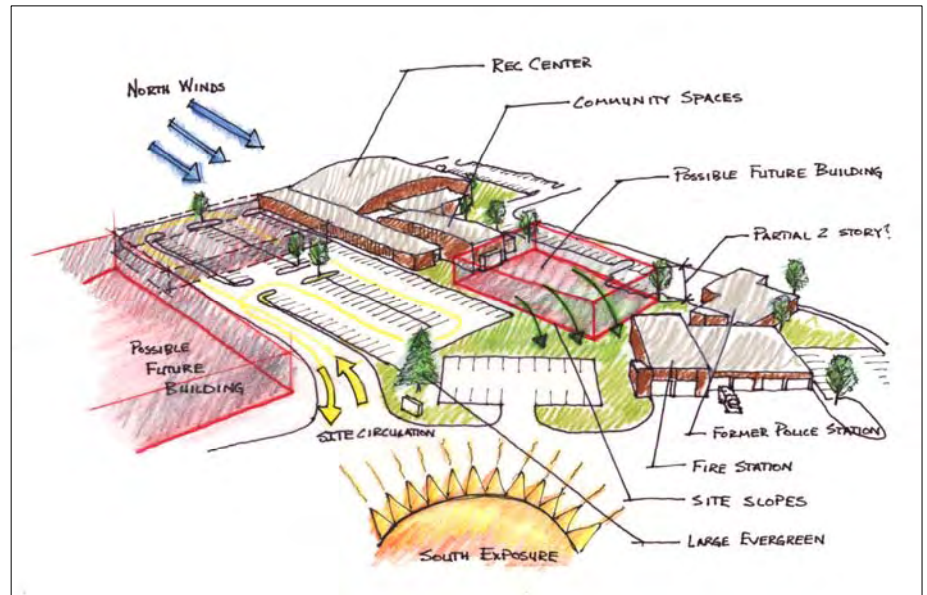 REC CENTER
NORTH WINDS
COMMUNITY SPACES
POSSIBLE FUTURE BUILDING
PARTIAL 2 STORY?
POSSIBLE
FUTURE
BUILDING
SITE CIRCULATION
FORMER POLICE STATION
FIRE STATION
SITE SLOPES
LARGE EVERGREEN
SOUTH EXPOSURE